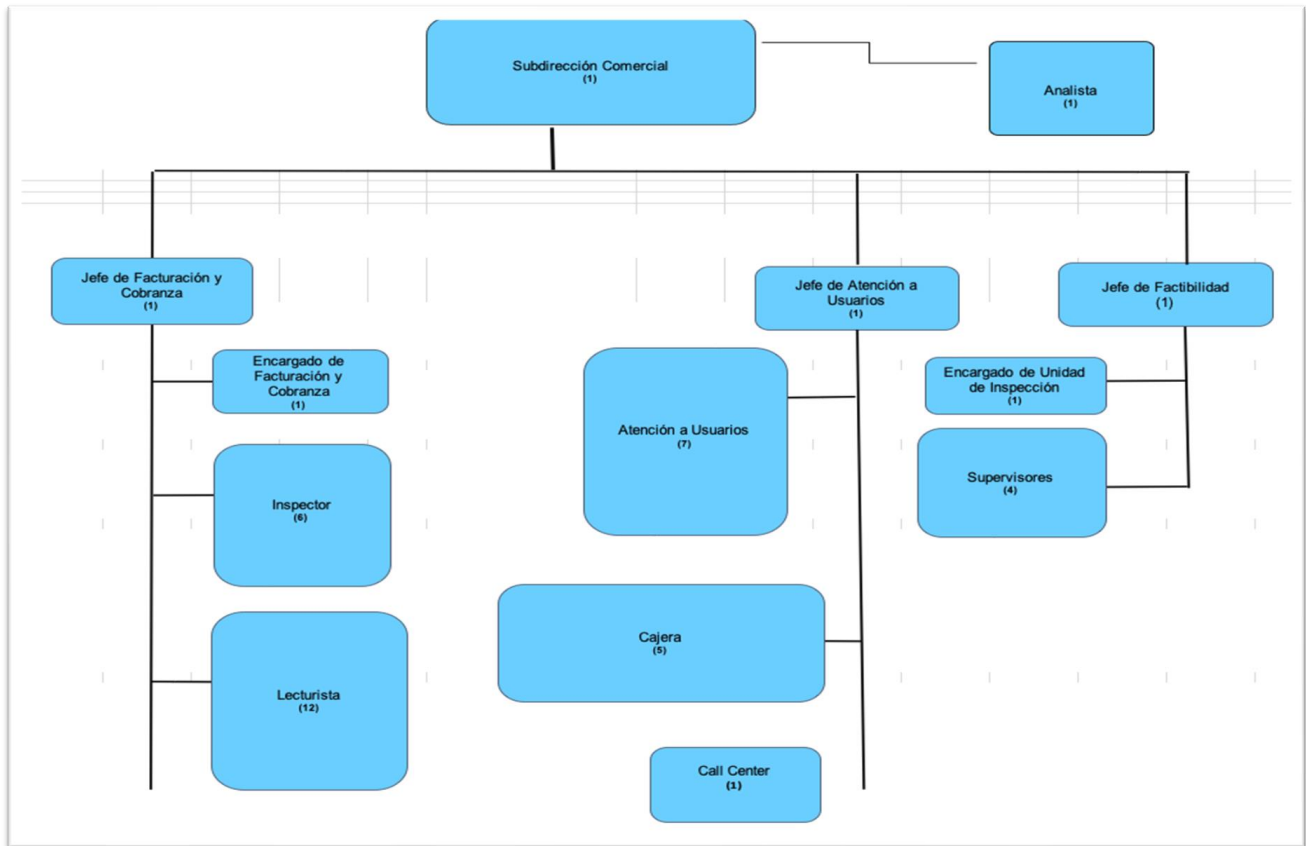 Subdirección Comercial
(1)
Analista
(1)
Jefe de Facturación y
Cobranza
(1)
Jefe de Atención a
Usuarios
(1)
Jefe de Factibilidad
(1)
Encargado de
Facturación y
Cobranza
(1)
Atención a Usuarios
(7)
Encargado de Unidad
de Inspección
(1)
Inspector
(6)
Supervisores
(4)
Cajera
(5)
Lecturista
(12)
Call Center
(1)